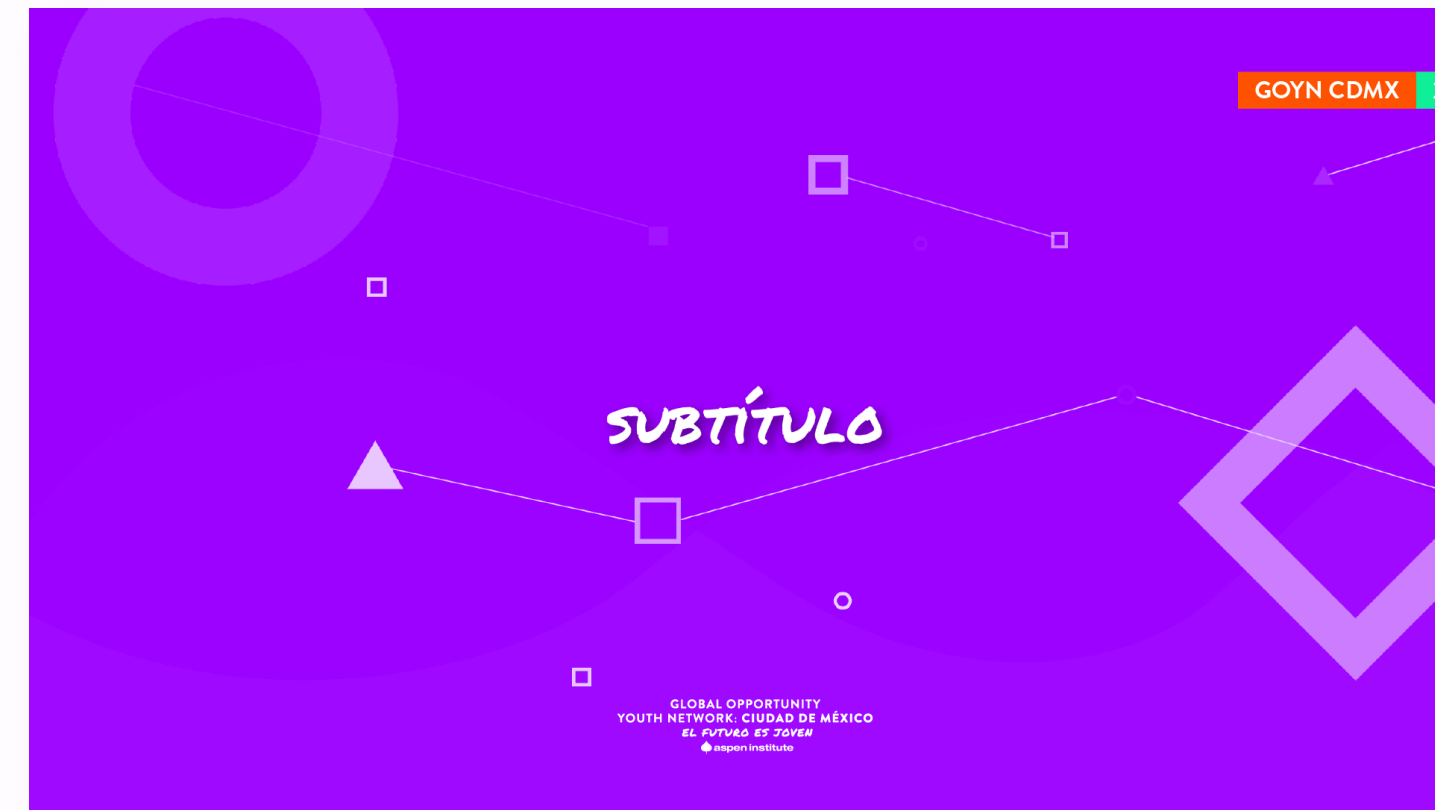 GOYN CDMX
SUBTÍTULO
GLOBAL OPPORTUNITY
YOUTH NETWORK: CIUDAD DE MÉXICO
EL FUTURO ES JOVEN
aspen institute